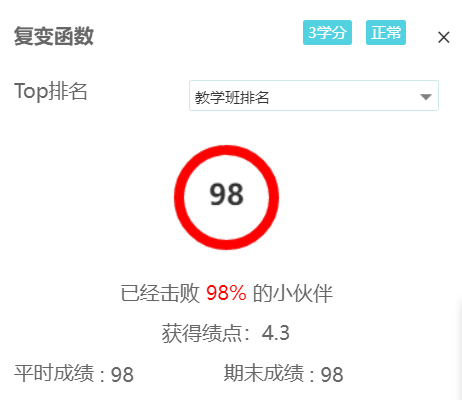 复变函数 3学分 正常 ×
Top排名 教学班排名
98
已经击败 98% 的小伙伴
获得绩点：4.3
平时成绩 : 98 期末成绩 : 98